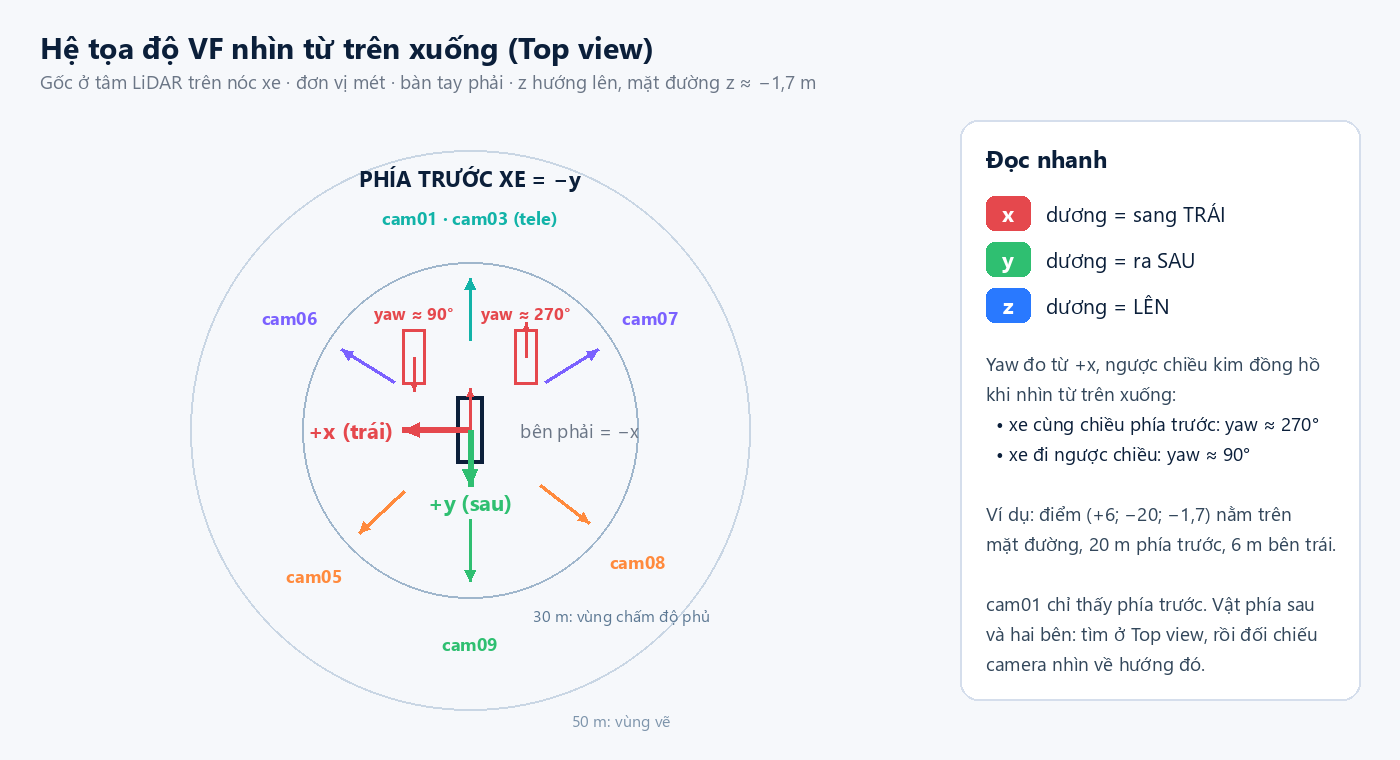 Hệ tọa độ VF nhìn từ trên xuống (Top view)
Gốc ở tâm LiDAR trên nóc xe · đơn vị mét · bàn tay phải · z hướng lên, mặt đường z ≈ −1,7 m
PHÍA TRƯỚC XE = −y
cam01 · cam03 (tele)
cam06
yaw ≈ 90°
yaw ≈ 270°
cam07
+x (trái)
bên phải = −x
+y (sau)
cam05
cam08
30 m: vùng chấm độ phủ
cam09
50 m: vùng vẽ
Đọc nhanh
x dương = sang TRÁI
y dương = ra SAU
z dương = LÊN
Yaw đo từ +x, ngược chiều kim đồng hồ
khi nhìn từ trên xuống:
• xe cùng chiều phía trước: yaw ≈ 270°
• xe đi ngược chiều: yaw ≈ 90°
Ví dụ: điểm (+6; −20; −1,7) nằm trên
mặt đường, 20 m phía trước, 6 m bên trái.
cam01 chỉ thấy phía trước. Vật phía sau
và hai bên: tìm ở Top view, rồi đối chiếu
camera nhìn về hướng đó.